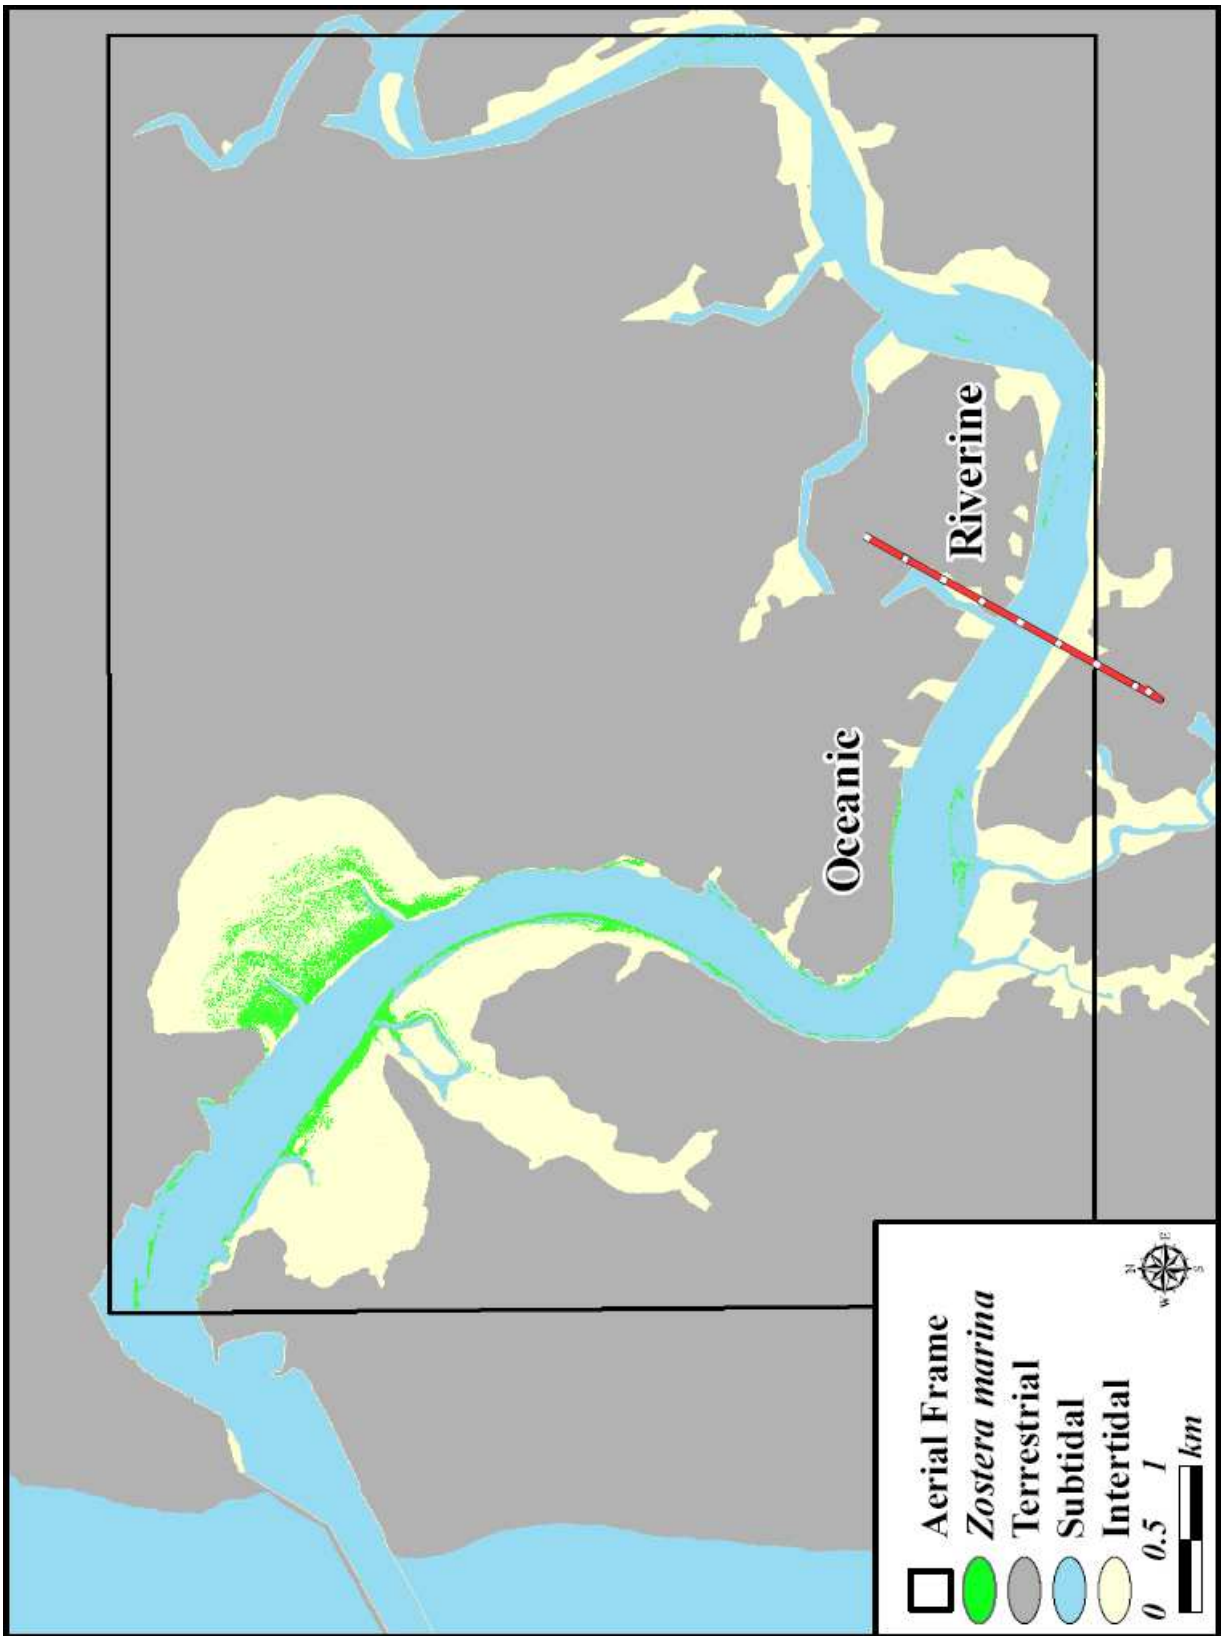 Riverine
Oceanic
Aerial Frame
Zostera marina
Terrestrial
Subtidal
Intertidal
0 0.5 1
km
N
W E
S